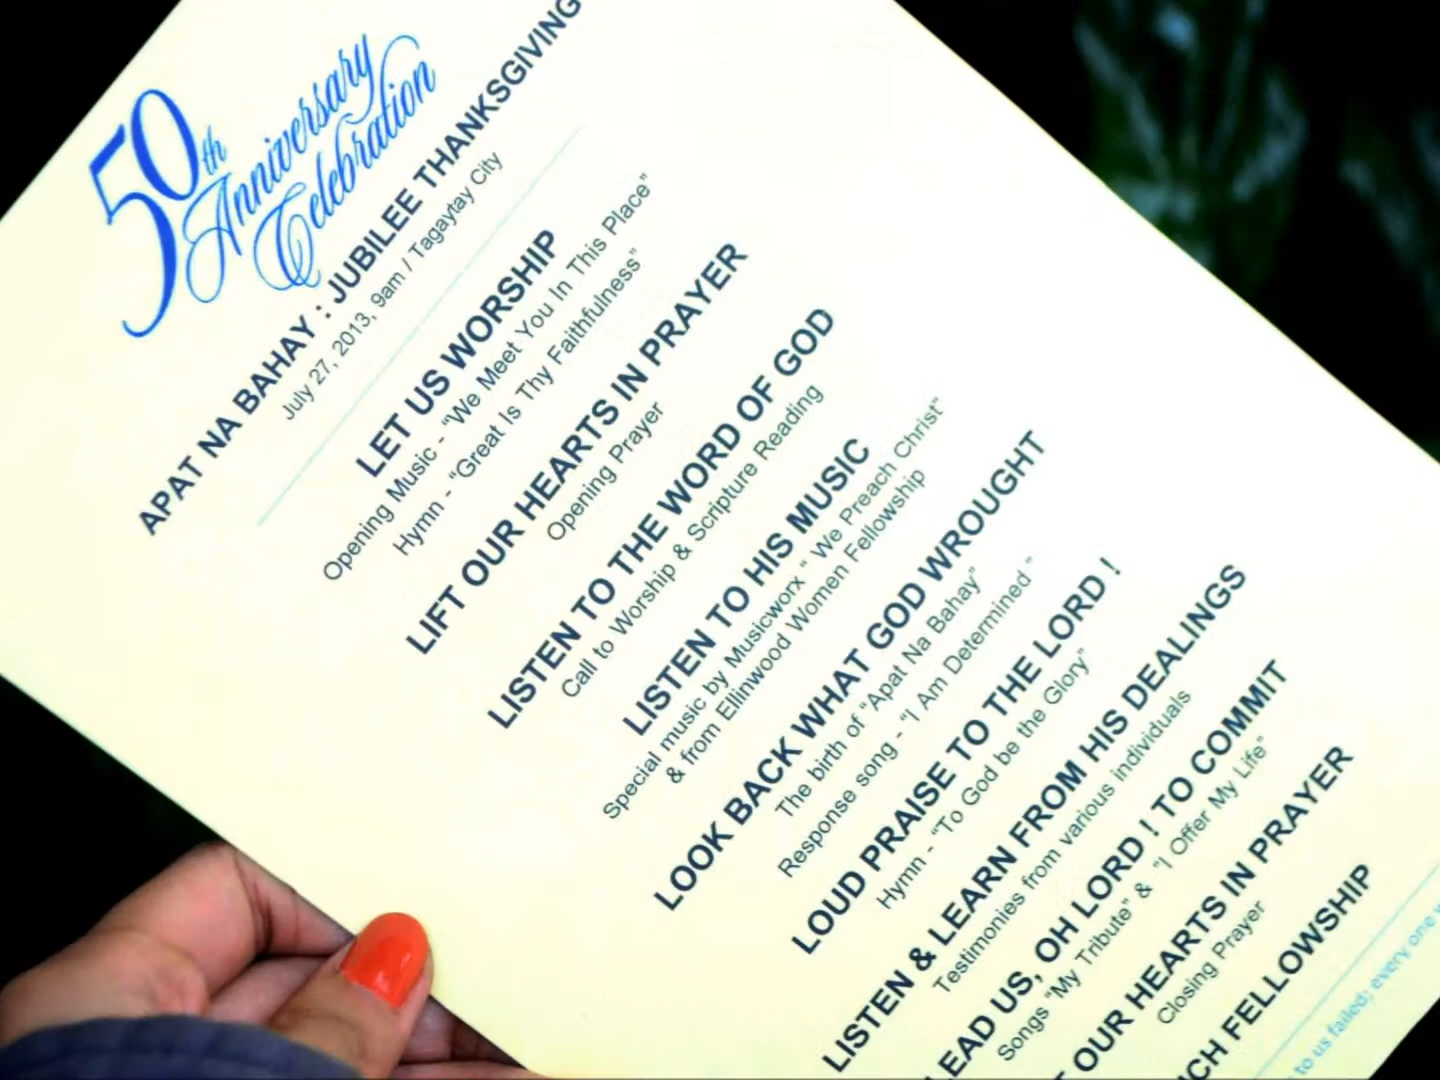 50th
Anniversary
Celebration
APAT NA BAHAY : JUBILEE THANKSGIVING
July 27, 2013, 9am / Tagaytay City
LET US WORSHIP
Opening Music - "We Meet You In This Place"
Hymn - "Great Is Thy Faithfulness"
LIFT OUR HEARTS IN PRAYER
Opening Prayer
LISTEN TO THE WORD OF GOD
Call to Worship & Scripture Reading
LISTEN TO HIS MUSIC
Special music by Musicworx " We Preach Christ"
& from Ellinwood Women Fellowship
LOOK BACK WHAT GOD WROUGHT
The birth of "Apat Na Bahay"
Response song - "I Am Determined "
LOUD PRAISE TO THE LORD !
Hymn - "To God be the Glory"
LISTEN & LEARN FROM HIS DEALINGS
Testimonies from various individuals
LEAD US, OH LORD ! TO COMMIT
Songs "My Tribute" & "I Offer My Life"
OUR HEARTS IN PRAYER
Closing Prayer
FELLOWSHIP
to us failed; every one